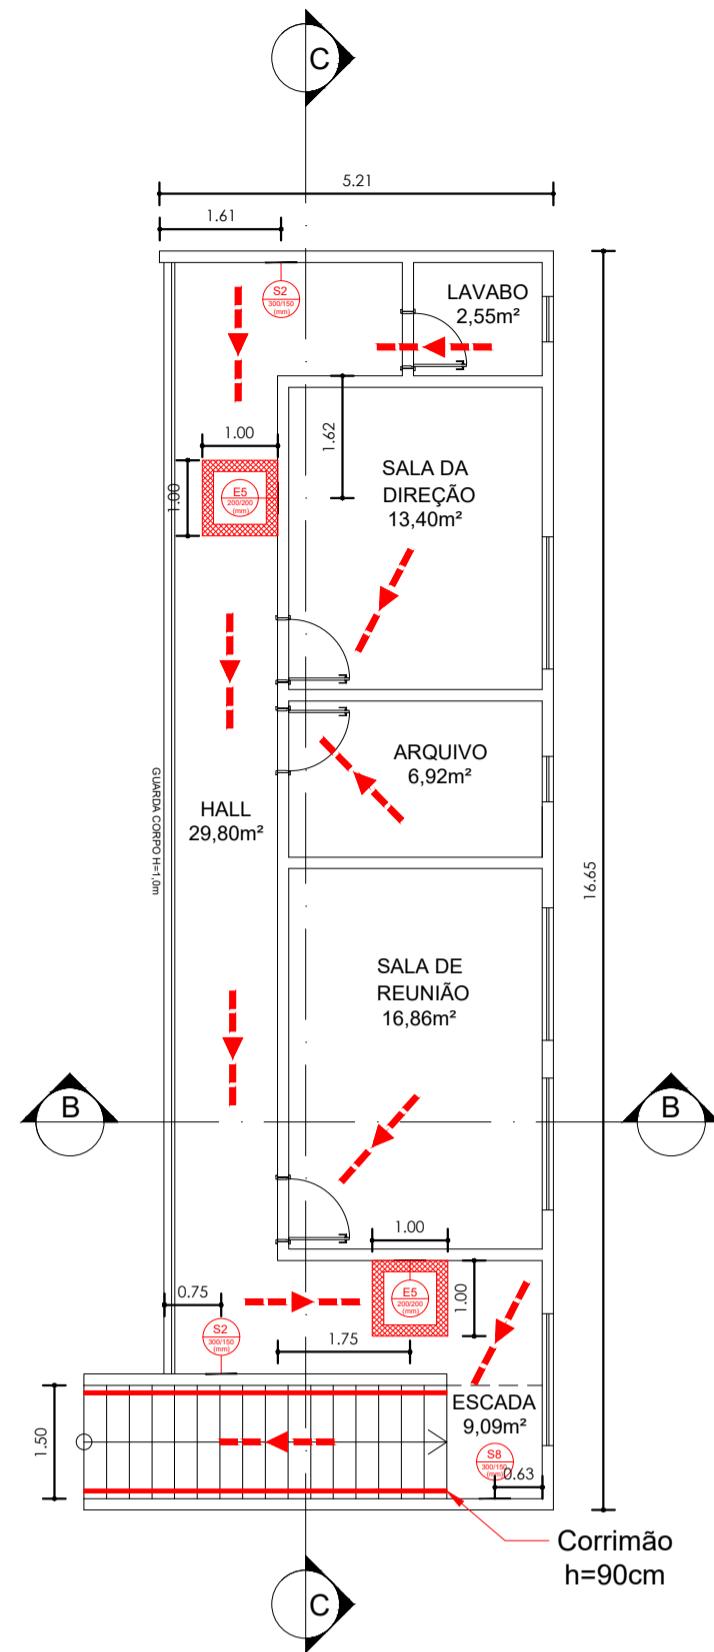 C
5.21
1.61
S2
300/150
(mm)
LAVABO
2,55m²
1.00
1.62
1.00
E5
200/200
(mm)
SALA DA
DIREÇÃO
13,40m²
ARQUIVO
6,92m²
HALL
29,80m²
GUARDA CORPO H=1,0m
16.65
SALA DE
REUNIÃO
16,86m²
B
B
1.00
0.75
E5
200/200
(mm)
1.00
S2
300/150
(mm)
1.75
ESCADA
9,09m²
1.50
S8
300/150
(mm)
0.63
Corrimão
h=90cm
C